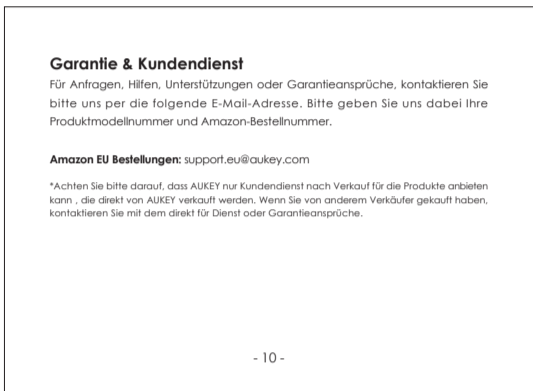 Garantie & Kundendienst
Für Anfragen, Hilfen, Unterstützungen oder Garantieansprüche, kontaktieren Sie
bitte uns per die folgende E-Mail-Adresse. Bitte geben Sie uns dabei Ihre
Produktmodellnummer und Amazon-Bestellnummer.
Amazon EU Bestellungen: support.eu@aukey.com
*Achten Sie bitte darauf, dass AUKEY nur Kundendienst nach Verkauf für die Produkte anbieten
kann , die direkt von AUKEY verkauft werden. Wenn Sie von anderem Verkäufer gekauft haben,
kontaktieren Sie mit dem direkt für Dienst oder Garantieansprüche.
- 10 -